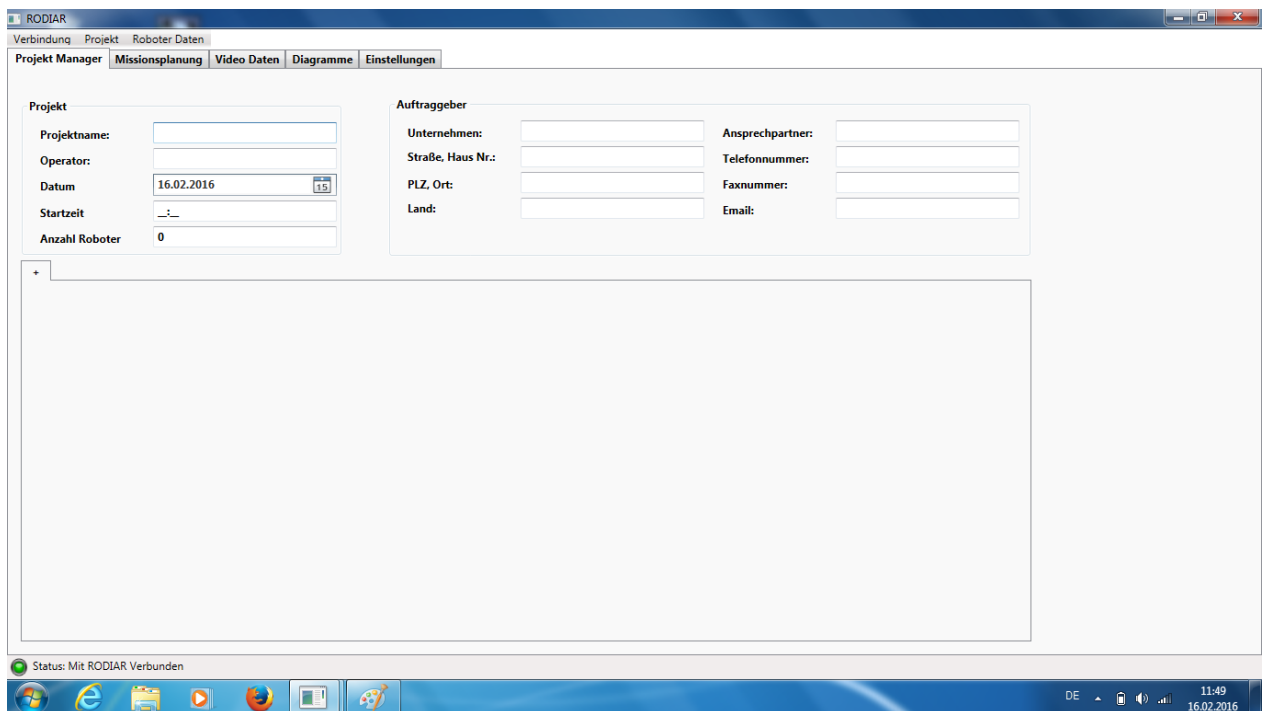 RODIAR
Verbindung Projekt Roboter Daten
Projekt Manager Missionsplanung Video Daten Diagramme Einstellungen
Projekt
Projektname:
Operator:
Datum 16.02.2016 15
Startzeit _:_
Anzahl Roboter 0
Auftraggeber
Unternehmen: Ansprechpartner:
Straße, Haus Nr.: Telefonnummer:
PLZ, Ort: Faxnummer:
Land: Email:
+
Status: Mit RODIAR Verbunden
DE 11:49
16.02.2016